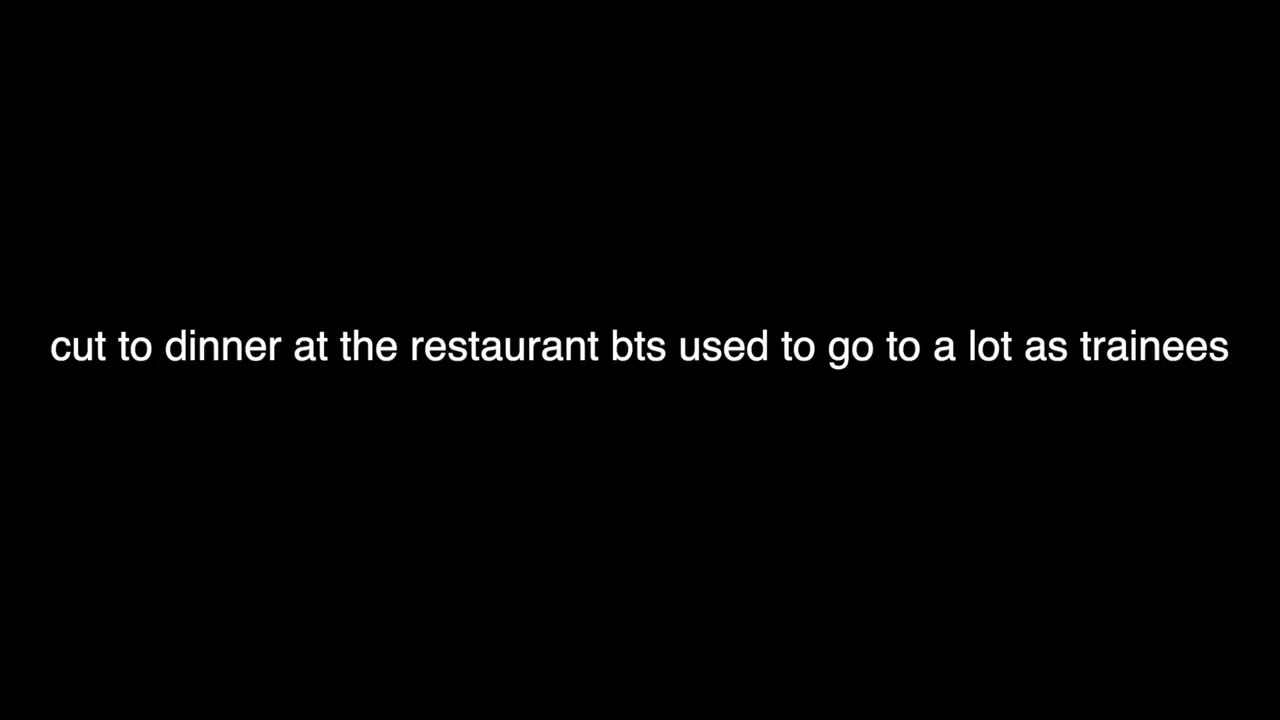 cut to dinner at the restaurant bts used to go to a lot as trainees